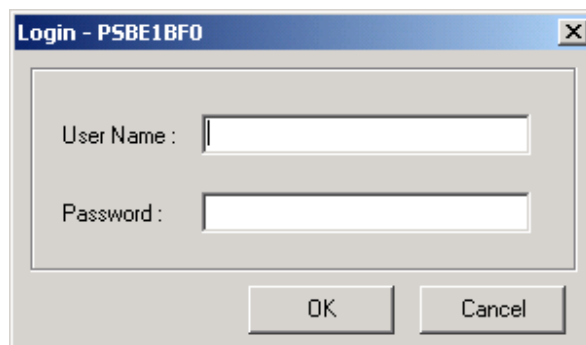 Login - PSBE1BF0
User Name :
Password :
OK
Cancel